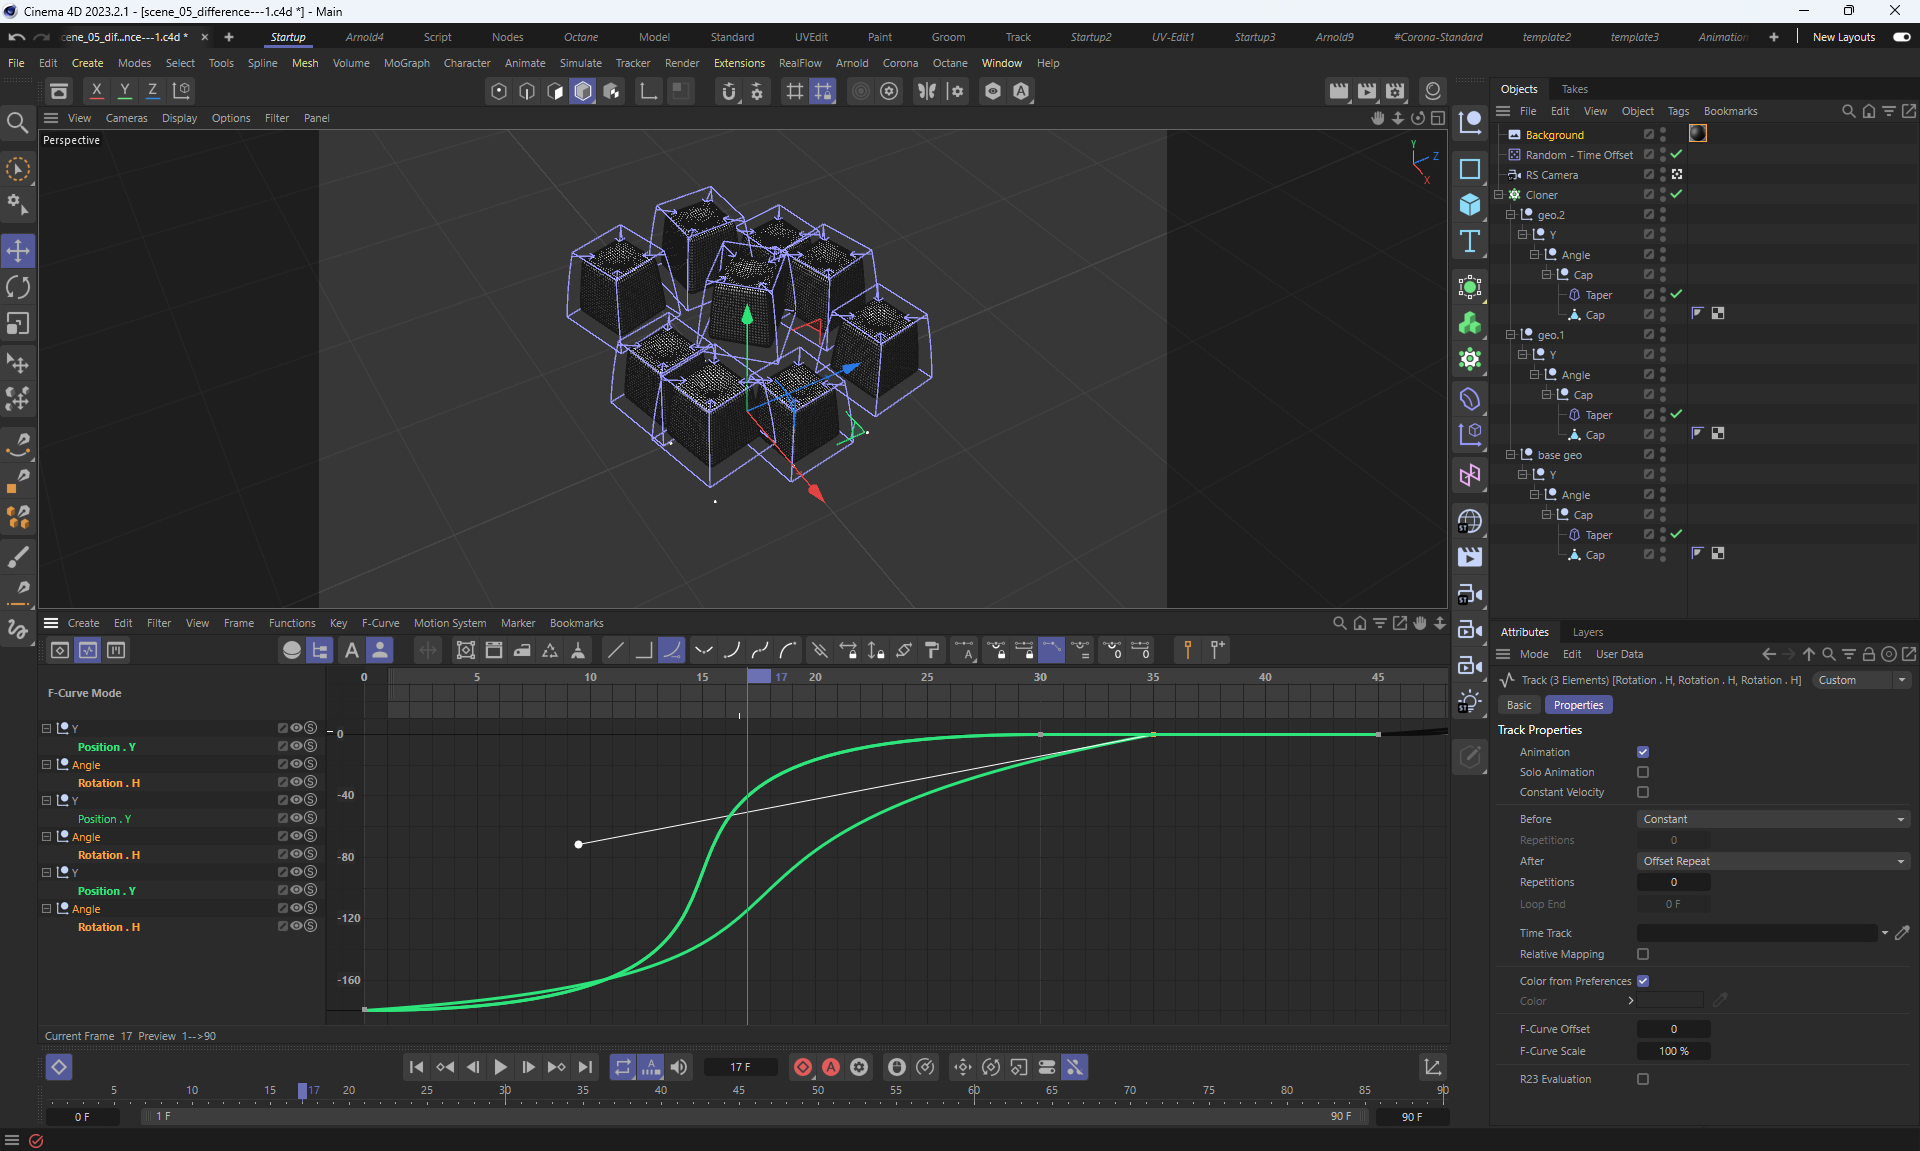 Cinema 4D 2023.2.1 - [scene_05_difference---1.c4d *] - Main
ene_05_dif...nce---1.c4d *
Startup Arnold4 Script Nodes Octane Model Standard UVEdit Paint Groom Track Startup2 UV-Edit1 Startup3 Arnold9 #Corona-Standard template2 template3 Animation New Layouts
File Edit Create Modes Select Tools Spline Mesh Volume MoGraph Character Animate Simulate Tracker Render Extensions RealFlow Arnold Corona Octane Window Help
X Y Z
Objects Takes
File Edit View Object Tags Bookmarks
View Cameras Display Options Filter Panel
Perspective
Y
Z
X
Background
Random - Time Offset
RS Camera
Cloner
geo.2
Y
Angle
Cap
Taper
Cap
geo.1
Y
Angle
Cap
Taper
Cap
base geo
Y
Angle
Cap
Taper
Cap
Create Edit Filter View Frame Functions Key F-Curve Motion System Marker Bookmarks
F-Curve Mode
0 5 10 15 17 20 25 30 35 40 45
Y
Position . Y
Angle
Rotation . H
Y
Position . Y
Angle
Rotation . H
Y
Position . Y
Angle
Rotation . H
0
-40
-80
-120
-160
Current Frame 17 Preview 1-->90
17 F
5 10 15 17 20 25 30 35 40 45 50 55 60 65 70 75 80 85 90
0 F 1 F 90 F 90 F
Attributes Layers
Mode Edit User Data
Track (3 Elements) [Rotation . H, Rotation . H, Rotation . H] Custom
Basic Properties
Track Properties
Animation
Solo Animation
Constant Velocity
Before Constant
Repetitions 0
After Offset Repeat
Repetitions 0
Loop End 0 F
Time Track
Relative Mapping
Color from Preferences
Color
F-Curve Offset 0
F-Curve Scale 100 %
R23 Evaluation